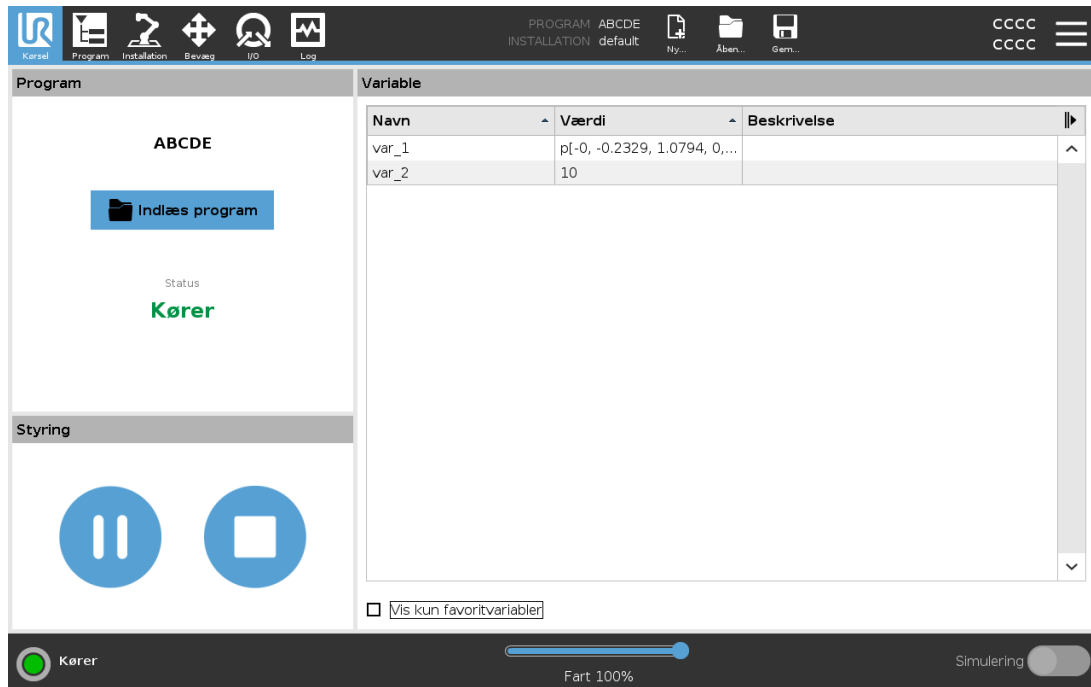 UR
Kørsel
Program
Installation
Bevæg
I/O
Log
PROGRAM ABCDE
INSTALLATION default
Ny...
Åben...
Gem...
CCCC
CCCC
Program
ABCDE
Indlæs program
Status
Kører
Styring
Variable
Navn Værdi Beskrivelse
var_1 p[-0, -0.2329, 1.0794, 0,...
var_2 10
Vis kun favoritvariabler
Kører
Fart 100%
Simulering